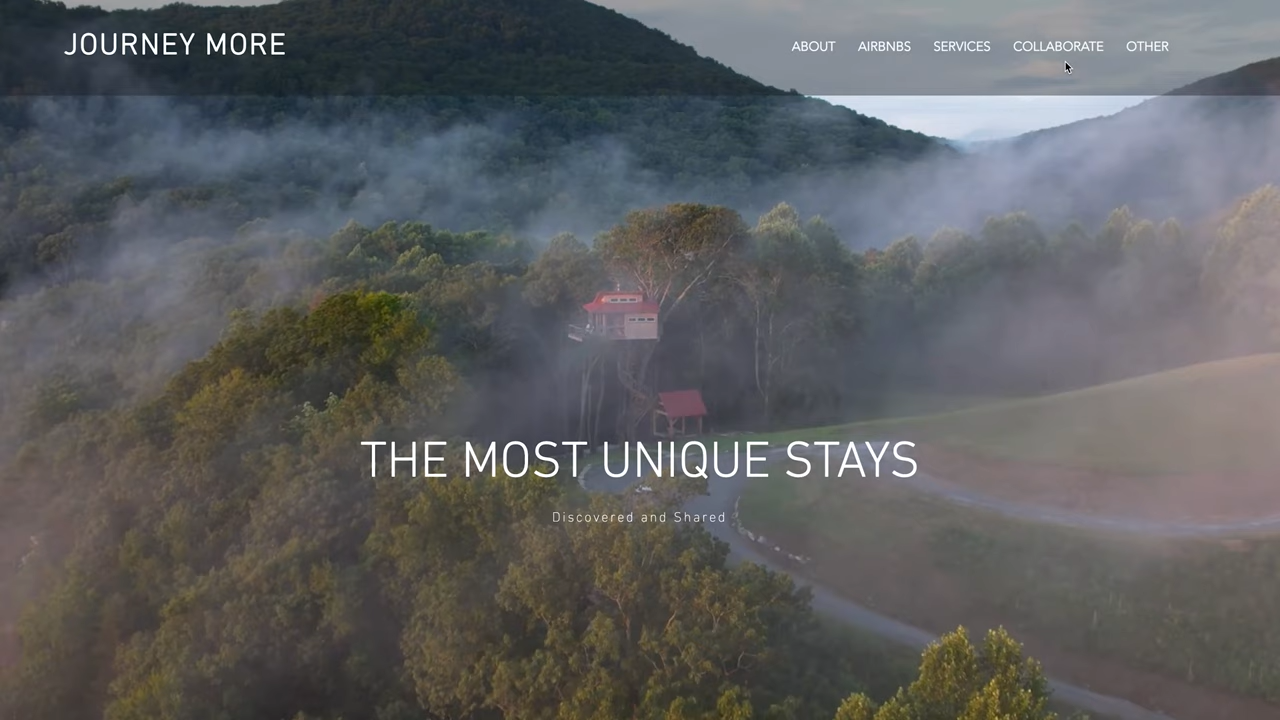 JOURNEY MORE
ABOUT AIRBNBS SERVICES COLLABORATE OTHER
THE MOST UNIQUE STAYS
Discovered and Shared